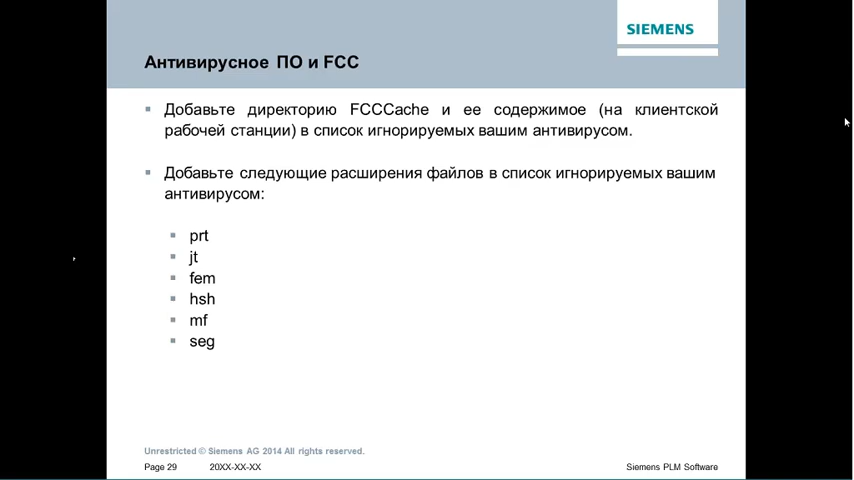 SIEMENS
Антивирусное ПО и FCC
Добавьте директорию FCCCache и ее содержимое (на клиентской
рабочей станции) в список игнорируемых вашим антивирусом.
Добавьте следующие расширения файлов в список игнорируемых вашим
антивирусом:
prt
jt
fem
hsh
mf
seg
Unrestricted © Siemens AG 2014 All rights reserved.
Page 29 20XX-XX-XX Siemens PLM Software